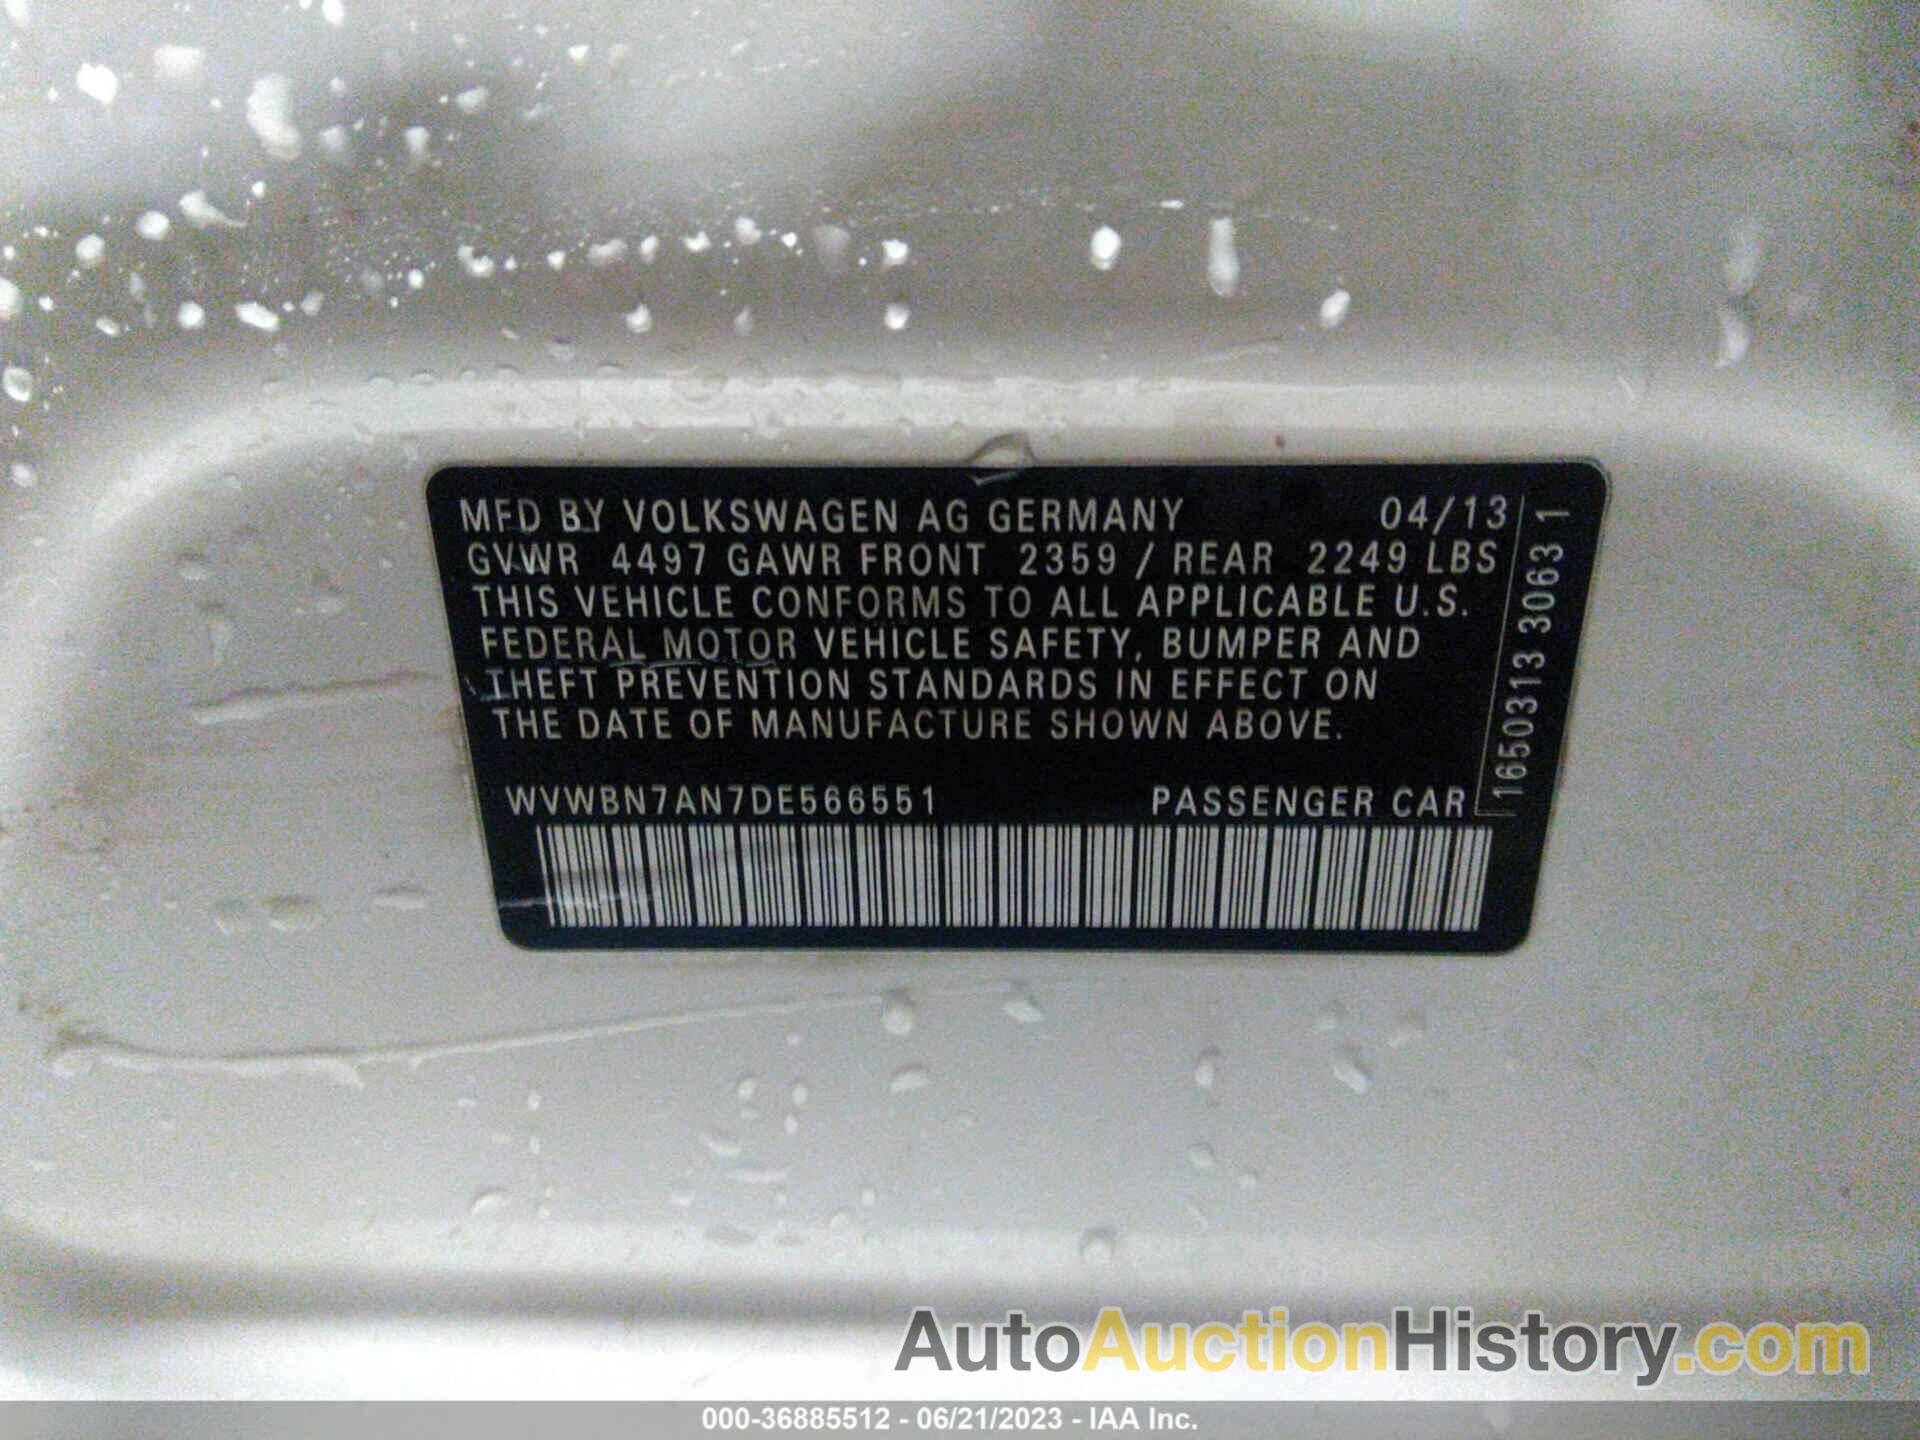 MFD BY VOLKSWAGEN AG GERMANY 04/13
GVWR 4497 GAWR FRONT 2359 / REAR 2249 LBS
THIS VEHICLE CONFORMS TO ALL APPLICABLE U.S.
FEDERAL MOTOR VEHICLE SAFETY, BUMPER AND
THEFT PREVENTION STANDARDS IN EFFECT ON
THE DATE OF MANUFACTURE SHOWN ABOVE.
WVWBN7AN7DE566551 PASSENGER CAR
1650313 3063 1
AutoAuctionHistory.com
000-36885512 - 06/21/2023 - IAA Inc.